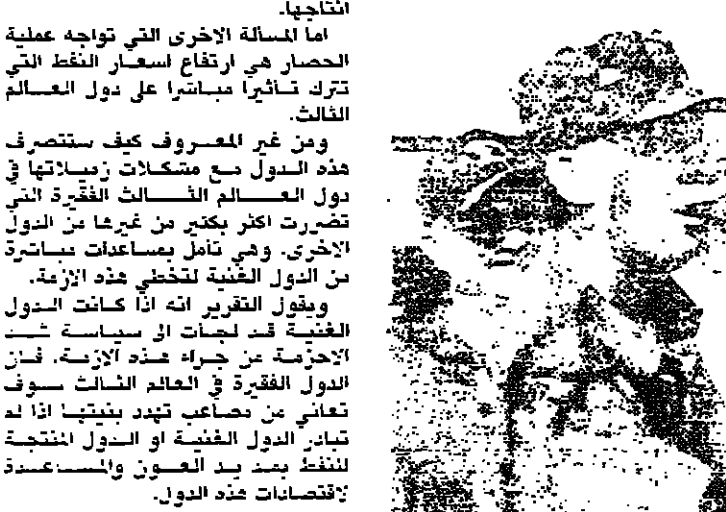 انتاجها.
اما المسألة الاخرى التي تواجه عملية
الحصار هي ارتفاع اسعار النفط التي
تترك تأثيرا مباشرا على دول العالم
الثالث.
ومن غير المعروف كيف ستتصرف
هذه الدول مع مشكلات زميلاتها في
دول العالم الثالث الفقيرة التي
تضررت اكثر بكثير من غيرها من الدول
الاخرى. وهي تأمل بمساعدات مباشرة
من الدول الغنية لتخطي هذه الازمة.
ويقول التقرير انه اذا كانت الدول
الغنية قد لجأت الى سياسة شد
الاحزمة من جراء هذه الازمة، فان
الدول الفقيرة في العالم الثالث سوف
تعاني من مصاعب تهدد بنيتها اذا لم
تبادر الدول الغنية او الدول المنتجة
للنفط بمد يد العون والمساعدة
لاقتصادات هذه الدول.